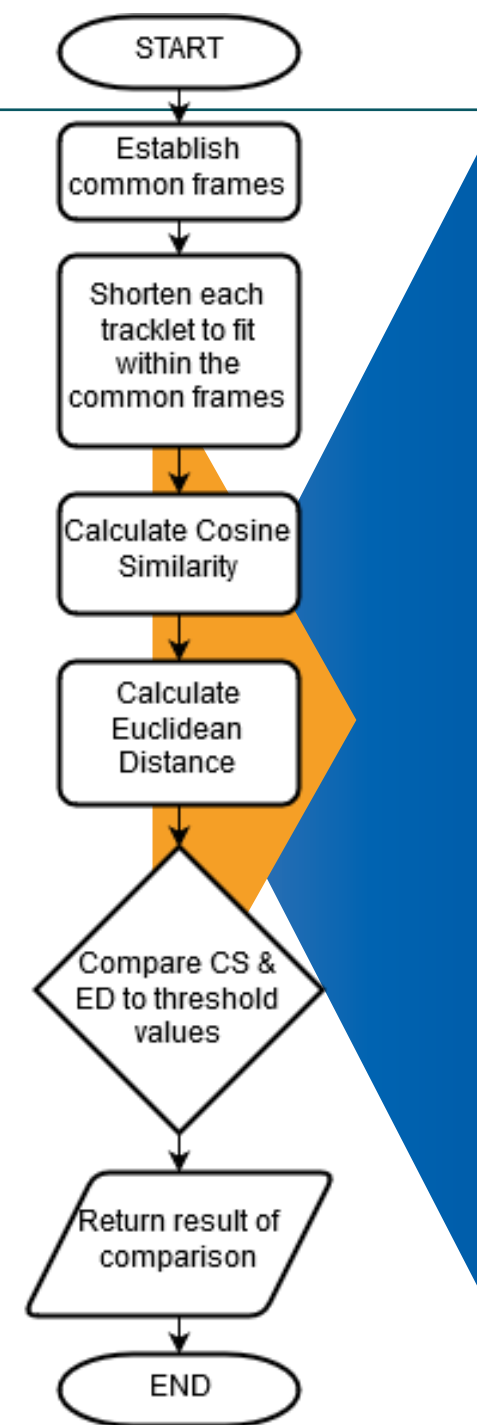 START
Establish
common frames
Shorten each
tracklet to fit
within the
common frames
Calculate Cosine
Similarity
Calculate
Euclidean
Distance
Compare CS &
ED to threshold
values
Return result of
comparison
END